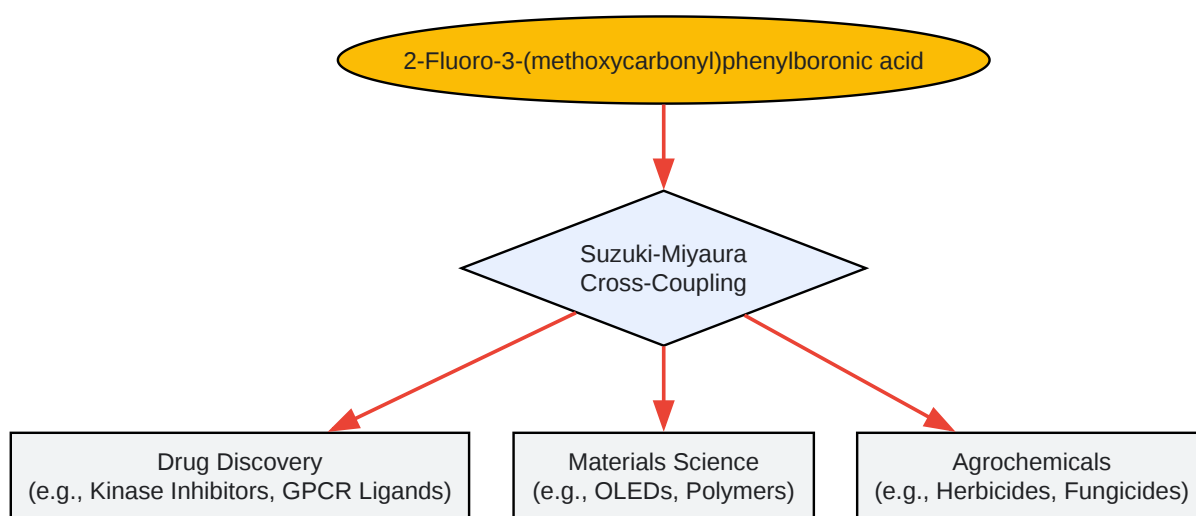 2-Fluoro-3-(methoxycarbonyl)phenylboronic acid
Suzuki-Miyaura
Cross-Coupling
Drug Discovery
(e.g., Kinase Inhibitors, GPCR Ligands)
Materials Science
(e.g., OLEDs, Polymers)
Agrochemicals
(e.g., Herbicides, Fungicides)